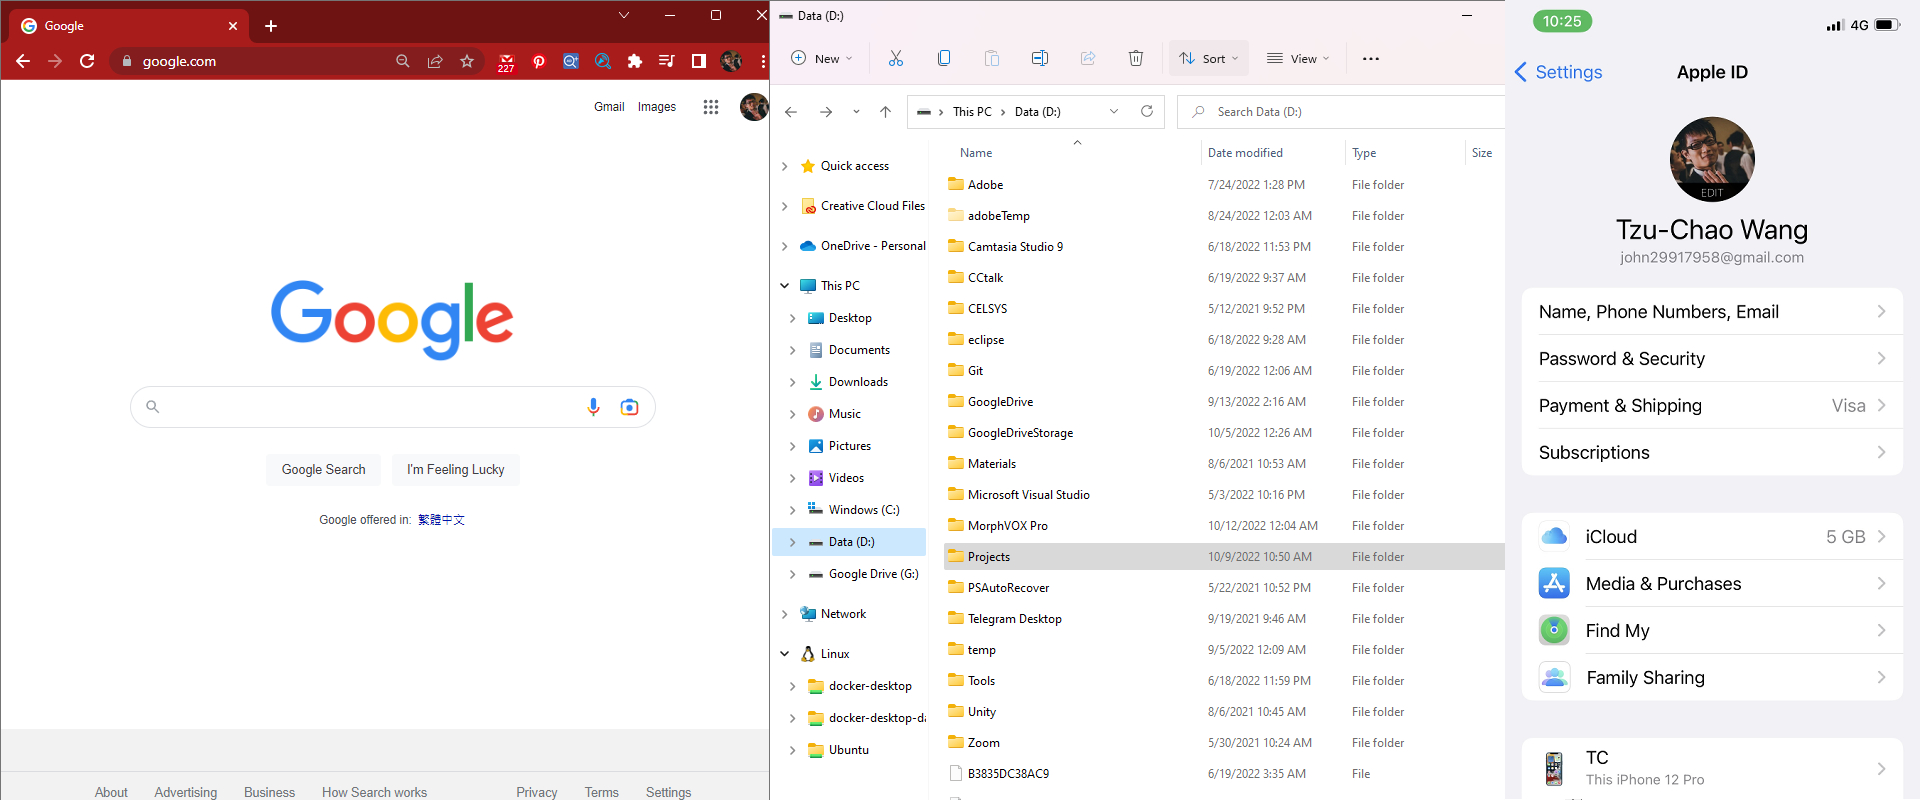 Google
google.com
227
Gmail Images
Google
Google Search I'm Feeling Lucky
Google offered in: 繁體中文
About Advertising Business How Search works Privacy Terms Settings
Data (D:)
New Sort View
This PC Data (D:) Search Data (D:)
Quick access
Creative Cloud Files
OneDrive - Personal
This PC
Desktop
Documents
Downloads
Music
Pictures
Videos
Windows (C:)
Data (D:)
Google Drive (G:)
Network
Linux
docker-desktop
docker-desktop-da
Ubuntu
Name Date modified Type Size
Adobe 7/24/2022 1:28 PM File folder
adobeTemp 8/24/2022 12:03 AM File folder
Camtasia Studio 9 6/18/2022 11:53 PM File folder
CCtalk 6/19/2022 9:37 AM File folder
CELSYS 5/12/2021 9:52 PM File folder
eclipse 6/18/2022 9:28 AM File folder
Git 6/19/2022 12:06 AM File folder
GoogleDrive 9/13/2022 2:16 AM File folder
GoogleDriveStorage 10/5/2022 12:26 AM File folder
Materials 8/6/2021 10:53 AM File folder
Microsoft Visual Studio 5/3/2022 10:16 PM File folder
MorphVOX Pro 10/12/2022 12:04 AM File folder
Projects 10/9/2022 10:50 AM File folder
PSAutoRecover 5/22/2021 10:52 PM File folder
Telegram Desktop 9/19/2021 9:46 AM File folder
temp 9/5/2022 12:09 AM File folder
Tools 6/18/2022 11:59 PM File folder
Unity 8/6/2021 10:45 AM File folder
Zoom 5/30/2021 10:24 AM File folder
B3835DC38AC9 6/19/2022 3:35 AM File
10:25 4G
Settings Apple ID
EDIT
Tzu-Chao Wang
john29917958@gmail.com
Name, Phone Numbers, Email
Password & Security
Payment & Shipping Visa
Subscriptions
iCloud 5 GB
Media & Purchases
Find My
Family Sharing
TC
This iPhone 12 Pro